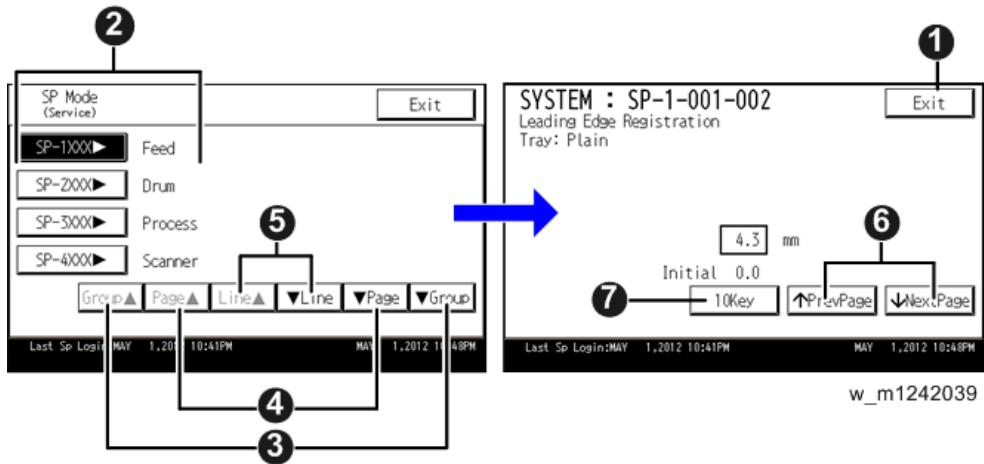 2
1
SP Mode
(Service)
Exit
SP-1XXX▶ Feed
SP-2XXX▶ Drum
SP-3XXX▶ Process
SP-4XXX▶ Scanner
5
Group▲ Page▲ Line▲ ▼Line ▼Page ▼Group
Last Sp Login:MAY 1,2012 10:41PM MAY 1,2012 10:48PM
4
3
SYSTEM : SP-1-001-002
Exit
Leading Edge Registration
Tray: Plain
6
4.3 mm
Initial 0.0
7
10Key ↑PrevPage ↓NextPage
Last Sp Login:MAY 1,2012 10:41PM MAY 1,2012 10:48PM
w_m1242039